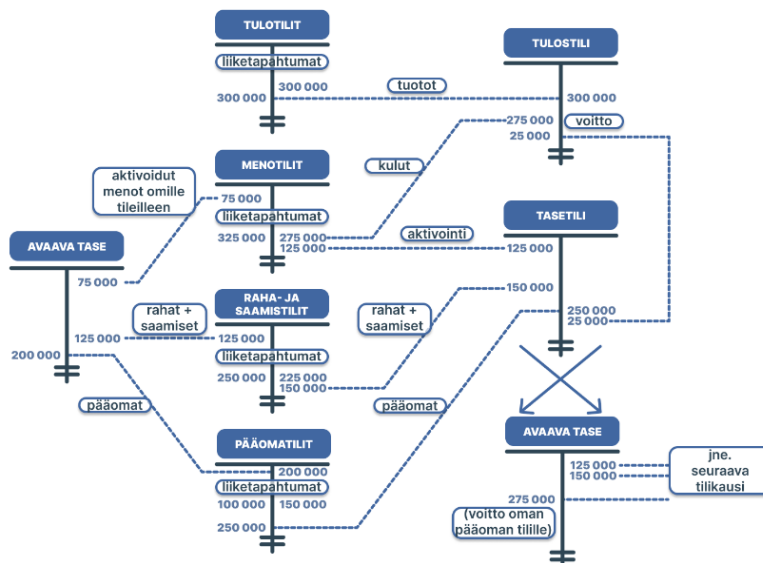 TULOTILIT
liiketapahtumat
300 000
300 000
tuotot
TULOSTILI
300 000
275 000
voitto
25 000
kulut
aktivoidut
menot omille
tileilleen
MENOTILIT
75 000
liiketapahtumat
325 000
275 000
125 000
aktivointi
TASETILI
125 000
150 000
250 000
25 000
AVAAVA TASE
75 000
125 000
200 000
rahat +
saamiset
RAHA- JA
SAAMISTILIT
125 000
liiketapahtumat
250 000
225 000
150 000
rahat +
saamiset
pääomat
PÄÄOMATILIT
200 000
liiketapahtumat
100 000
150 000
250 000
pääomat
AVAAVA TASE
125 000
150 000
275 000
(voitto oman
pääoman tilille)
jne.
seuraava
tilikausi